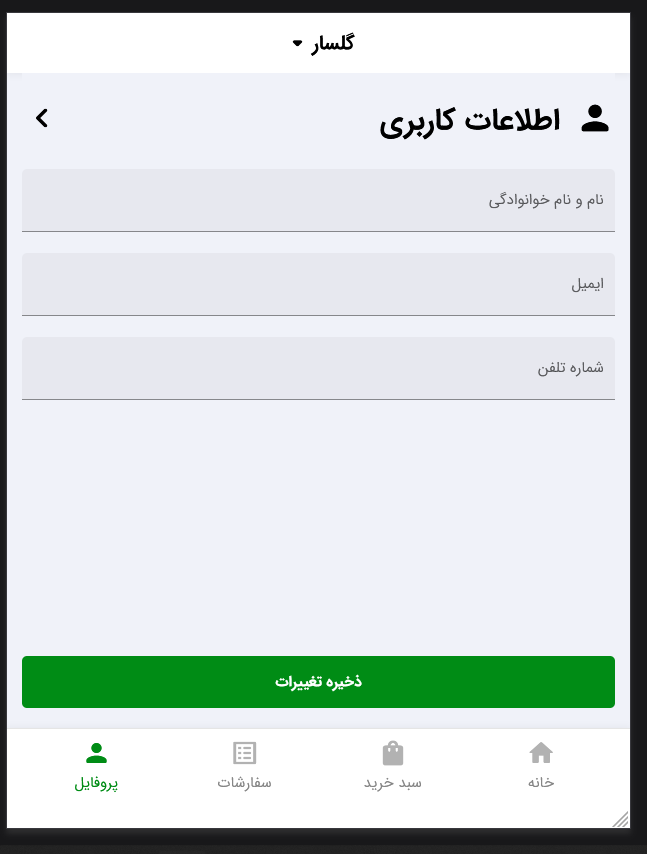 گلسار
اطلاعات کاربری
نام و نام خوانوادگی
ایمیل
شماره تلفن
ذخیره تغییرات
خانه
سبد خرید
سفارشات
پروفایل